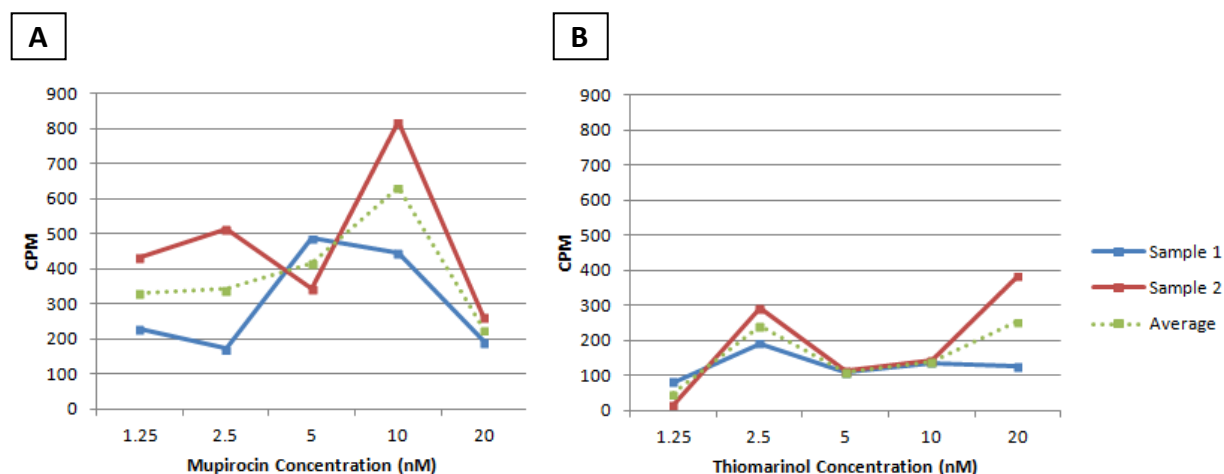 A
CPM
900
800
700
600
500
400
300
200
100
0
1.25 2.5 5 10 20
Mupirocin Concentration (nM)
B
CPM
900
800
700
600
500
400
300
200
100
0
1.25 2.5 5 10 20
Thiomarinol Concentration (nM)
Sample 1
Sample 2
Average